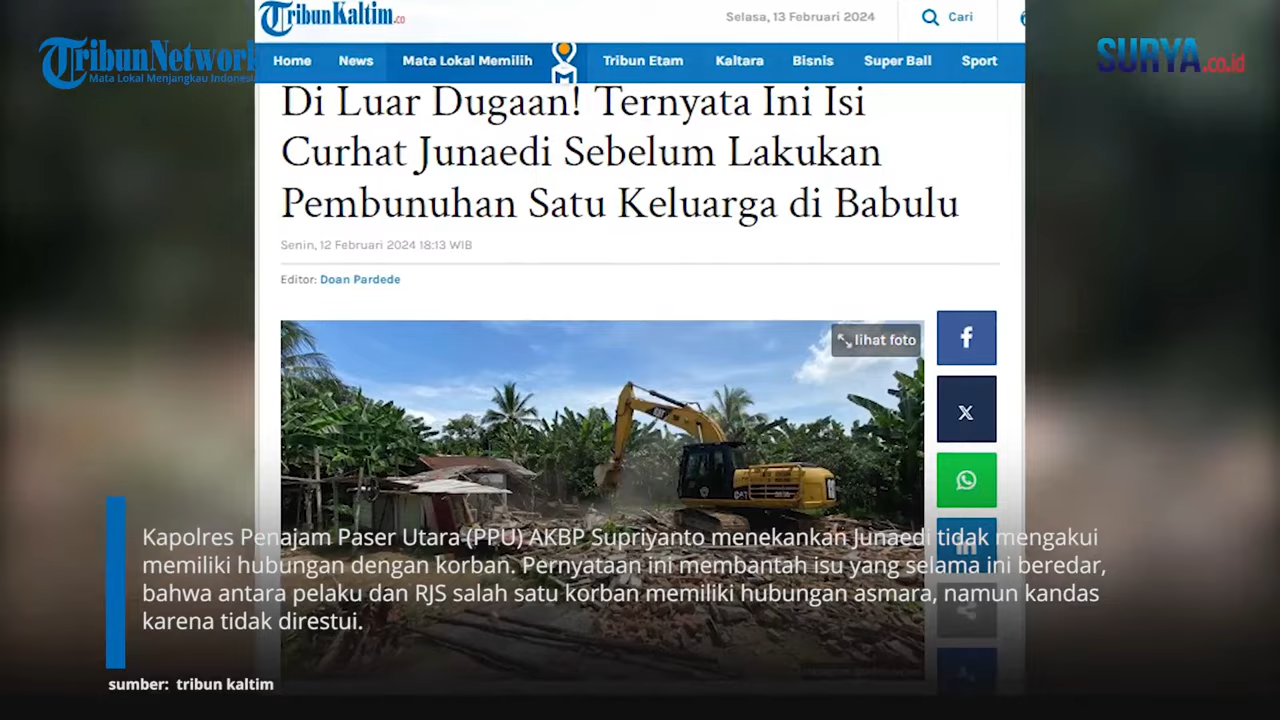 TribunKaltim.co
Selasa, 13 Februari 2024
Cari
TribunNetwork
Mata Lokal Menjangkau Indonesia
SURYA.co.id
Home News Mata Lokal Memilih Tribun Etam Kaltara Bisnis Super Ball Sport
Di Luar Dugaan! Ternyata Ini Isi
Curhat Junaedi Sebelum Lakukan
Pembunuhan Satu Keluarga di Babulu
Senin, 12 Februari 2024 18:13 WIB
Editor: Doan Pardede
lihat foto
CAT
Kapolres Penajam Paser Utara (PPU) AKBP Supriyanto menekankan Junaedi tidak mengakui
memiliki hubungan dengan korban. Pernyataan ini membantah isu yang selama ini beredar,
bahwa antara pelaku dan RJS salah satu korban memiliki hubungan asmara, namun kandas
karena tidak direstui.
sumber: tribun kaltim